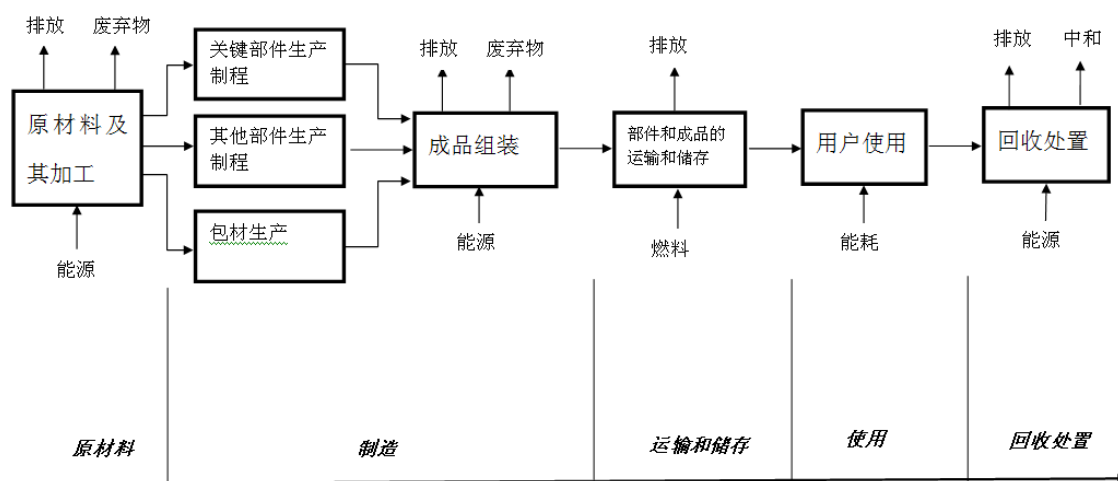 排放
废弃物
原材料及
其加工
能源
关键部件生产
制程
其他部件生产
制程
包材生产
排放
废弃物
成品组装
能源
排放
部件和成品的
运输和储存
燃料
用户使用
能耗
排放
中和
回收处置
能源
原材料
制造
运输和储存
使用
回收处置